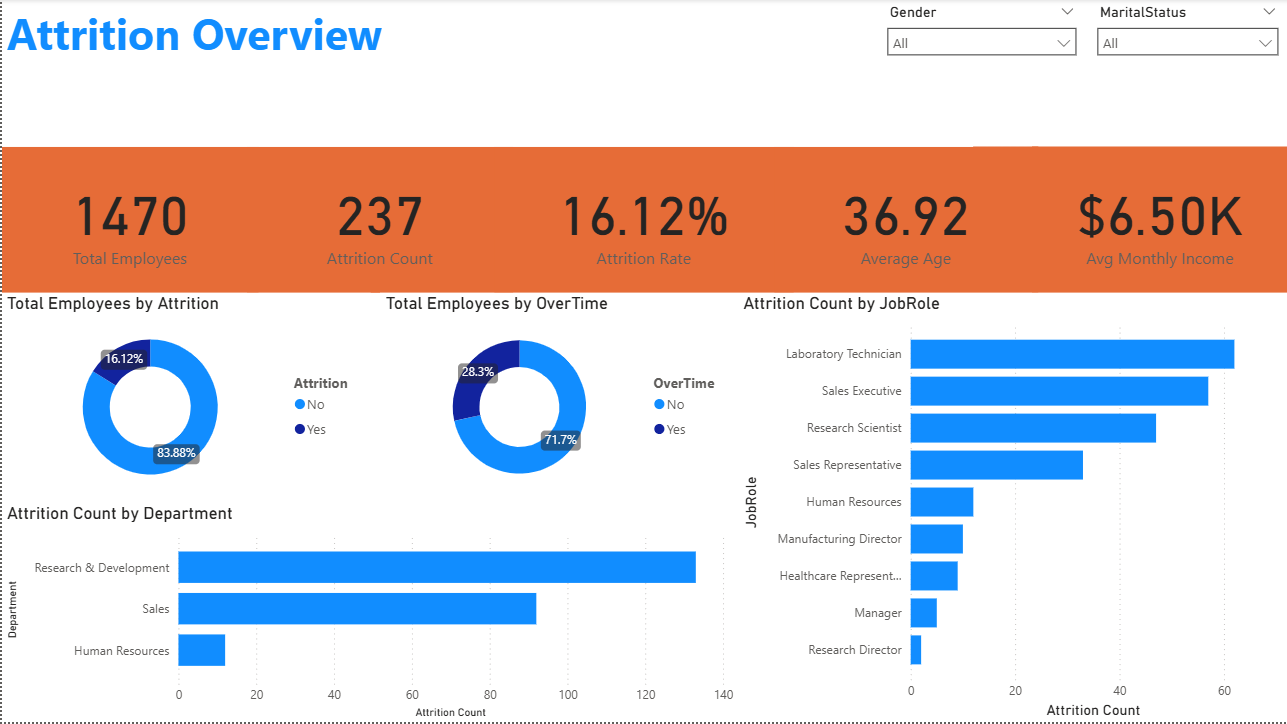 Attrition Overview
Gender
All
MaritalStatus
All
1470
Total Employees
237
Attrition Count
16.12%
Attrition Rate
36.92
Average Age
$6.50K
Avg Monthly Income
Total Employees by Attrition
16.12%
83.88%
Attrition
No
Yes
Total Employees by OverTime
28.3%
71.7%
OverTime
No
Yes
Attrition Count by Department
Department
Research & Development
Sales
Human Resources
0 20 40 60 80 100 120 140
Attrition Count
Attrition Count by JobRole
JobRole
Laboratory Technician
Sales Executive
Research Scientist
Sales Representative
Human Resources
Manufacturing Director
Healthcare Represent...
Manager
Research Director
0 20 40 60
Attrition Count